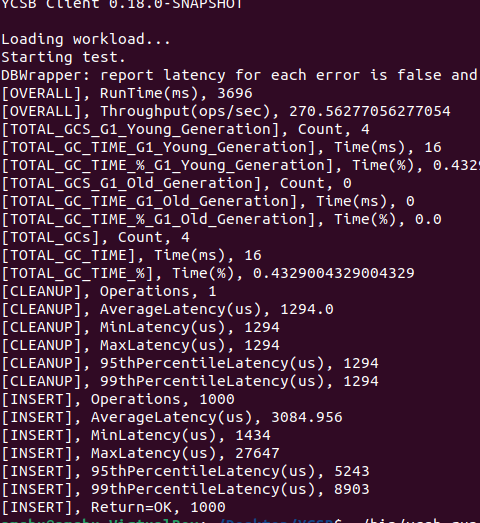 YCSB Client 0.18.0-SNAPSHOT
Loading workload...
Starting test.
DBWrapper: report latency for each error is false and
[OVERALL], RunTime(ms), 3696
[OVERALL], Throughput(ops/sec), 270.56277056277054
[TOTAL_GCS_G1_Young_Generation], Count, 4
[TOTAL_GC_TIME_G1_Young_Generation], Time(ms), 16
[TOTAL_GC_TIME_%_G1_Young_Generation], Time(%), 0.4329
[TOTAL_GCS_G1_Old_Generation], Count, 0
[TOTAL_GC_TIME_G1_Old_Generation], Time(ms), 0
[TOTAL_GC_TIME_%_G1_Old_Generation], Time(%), 0.0
[TOTAL_GCs], Count, 4
[TOTAL_GC_TIME], Time(ms), 16
[TOTAL_GC_TIME_%], Time(%), 0.4329004329004329
[CLEANUP], Operations, 1
[CLEANUP], AverageLatency(us), 1294.0
[CLEANUP], MinLatency(us), 1294
[CLEANUP], MaxLatency(us), 1294
[CLEANUP], 95thPercentileLatency(us), 1294
[CLEANUP], 99thPercentileLatency(us), 1294
[INSERT], Operations, 1000
[INSERT], AverageLatency(us), 3084.956
[INSERT], MinLatency(us), 1434
[INSERT], MaxLatency(us), 27647
[INSERT], 95thPercentileLatency(us), 5243
[INSERT], 99thPercentileLatency(us), 8903
[INSERT], Return=OK, 1000